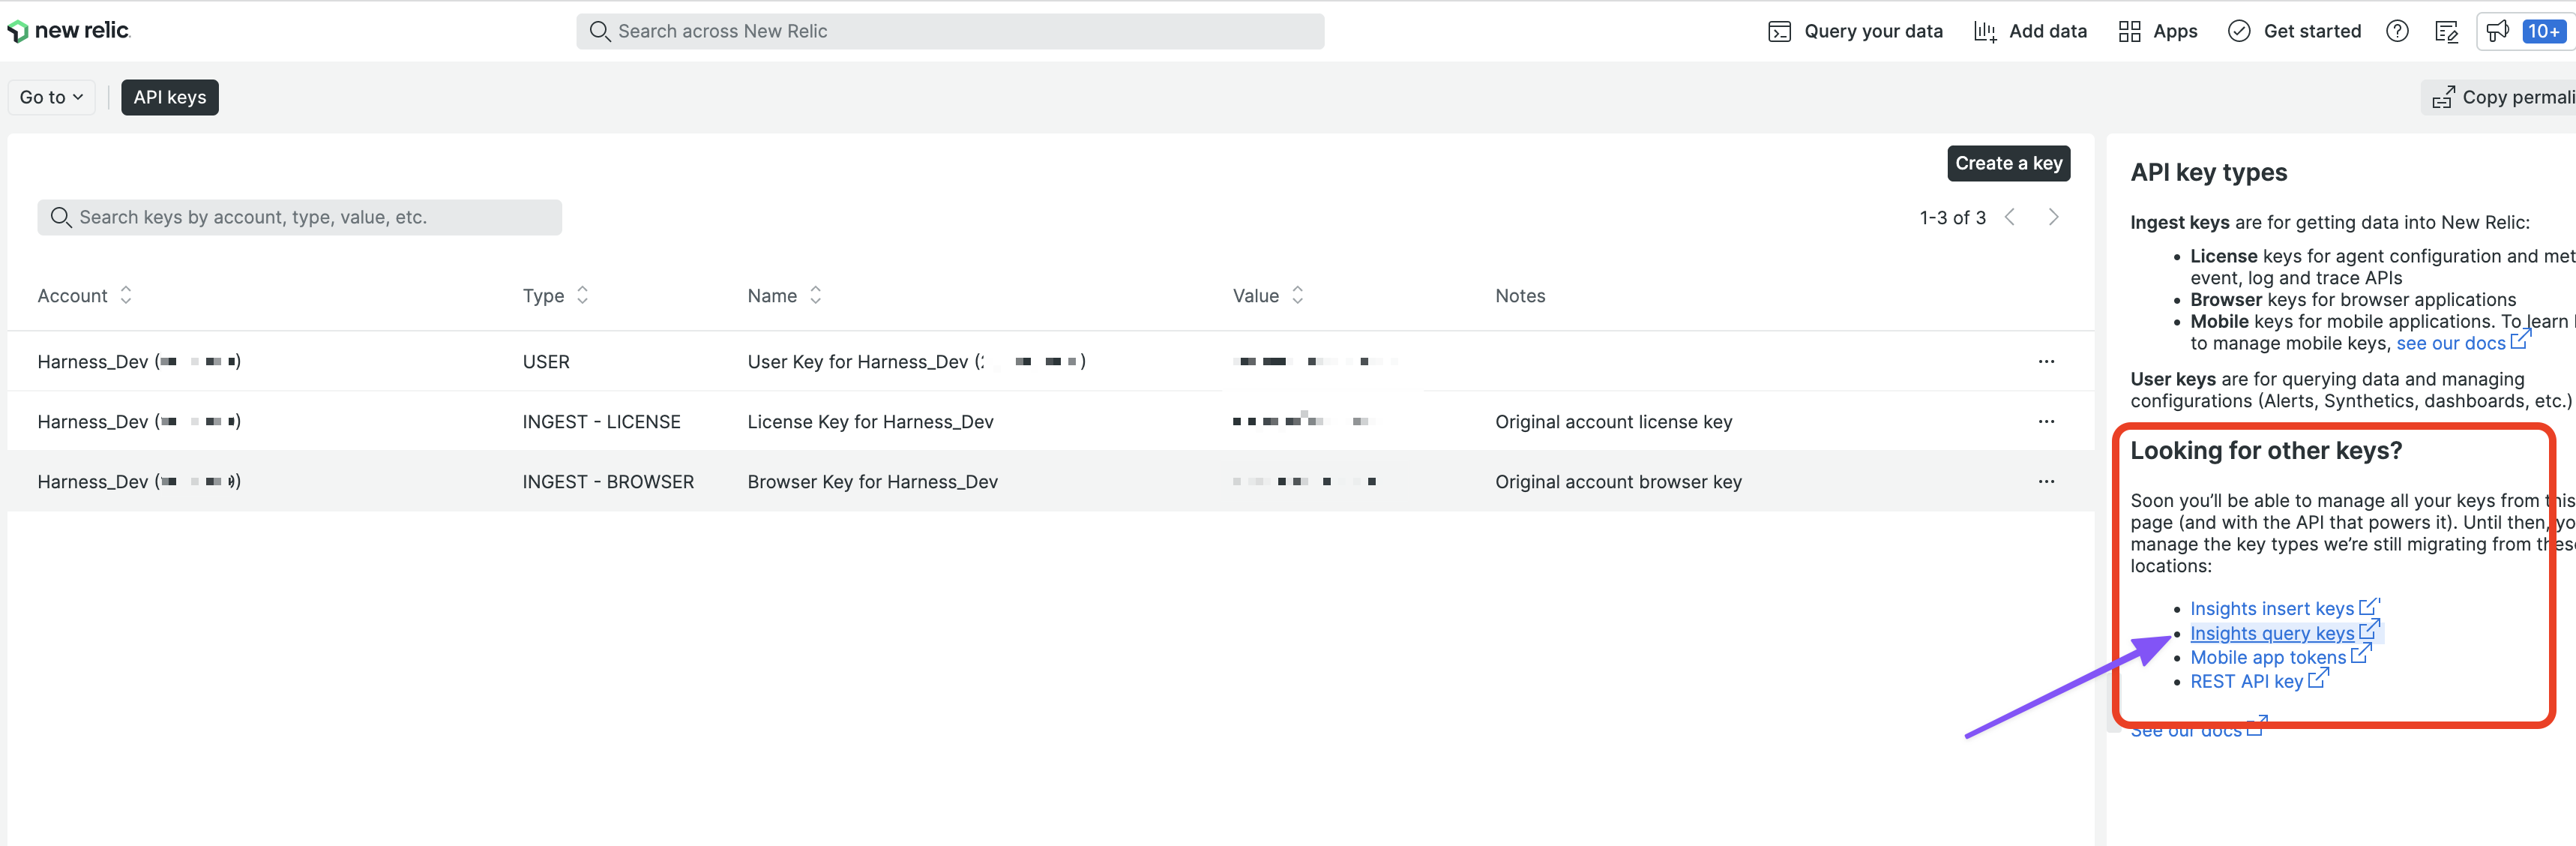 new relic.
Search across New Relic
Query your data
Add data
Apps
Get started
10+
Go to
API keys
Copy permali
Create a key
Search keys by account, type, value, etc.
1-3 of 3
Account Type Name Value Notes
Harness_Dev ( ) USER User Key for Harness_Dev ( )
Harness_Dev ( ) INGEST - LICENSE License Key for Harness_Dev Original account license key
Harness_Dev ( ) INGEST - BROWSER Browser Key for Harness_Dev Original account browser key
API key types
Ingest keys are for getting data into New Relic:
• License keys for agent configuration and met
event, log and trace APIs
• Browser keys for browser applications
• Mobile keys for mobile applications. To learn
to manage mobile keys, see our docs
User keys are for querying data and managing
configurations (Alerts, Synthetics, dashboards, etc.)
Looking for other keys?
Soon you’ll be able to manage all your keys from this
page (and with the API that powers it). Until then, yo
manage the key types we’re still migrating from thes
locations:
• Insights insert keys
• Insights query keys
• Mobile app tokens
• REST API key
See our docs